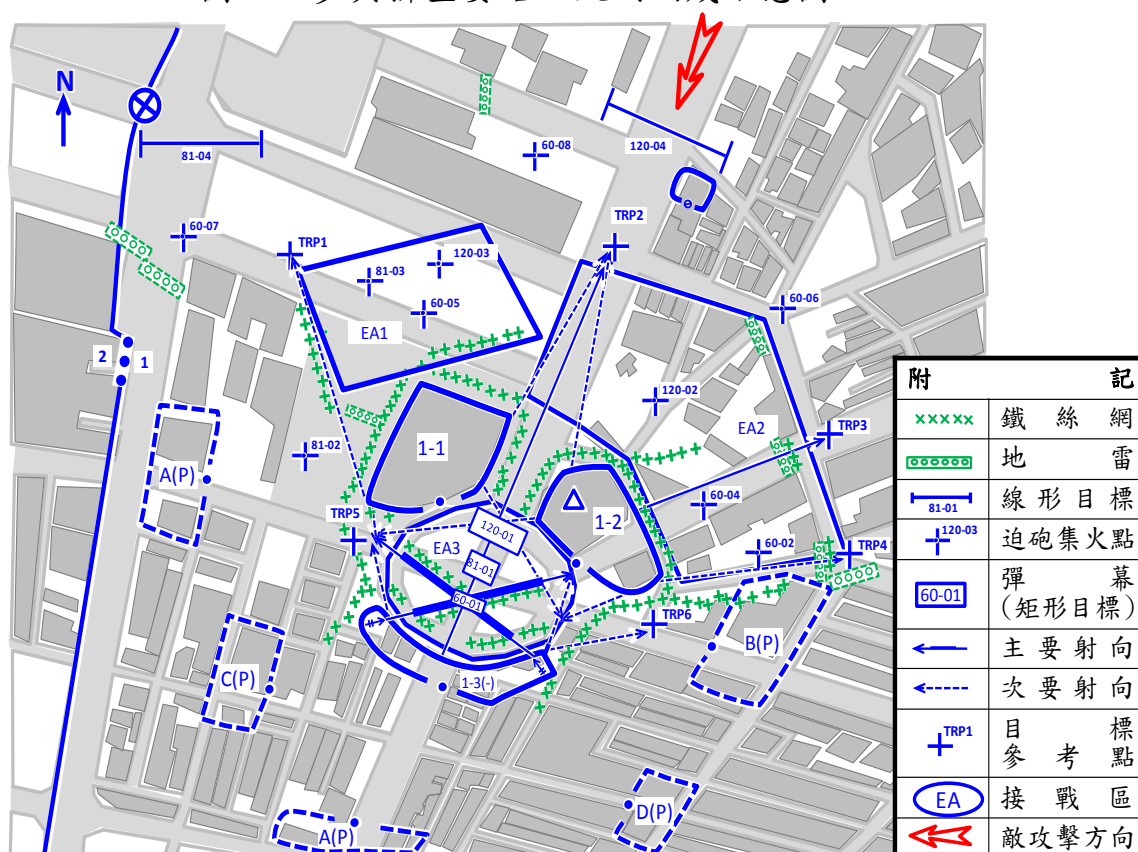 N
81-04
60-08
120-04
60-07
TRP1
TRP2
120-03
81-03
60-05
60-06
EA1
2
1
120-02
EA2
TRP3
1-1
81-02
A(P)
60-04
1-2
TRP5
120-01
EA3
81-01
60-02
TRP4
60-01
TRP6
B(P)
C(P)
1-3(-)
D(P)
A(P)
附記
鐵絲網
地雷
81-01
線形目標
120-03
迫砲集火點
60-01
彈幕
(矩形目標)
主要射向
次要射向
TRP1
目標
參考點
EA
接戰區
敵攻擊方向